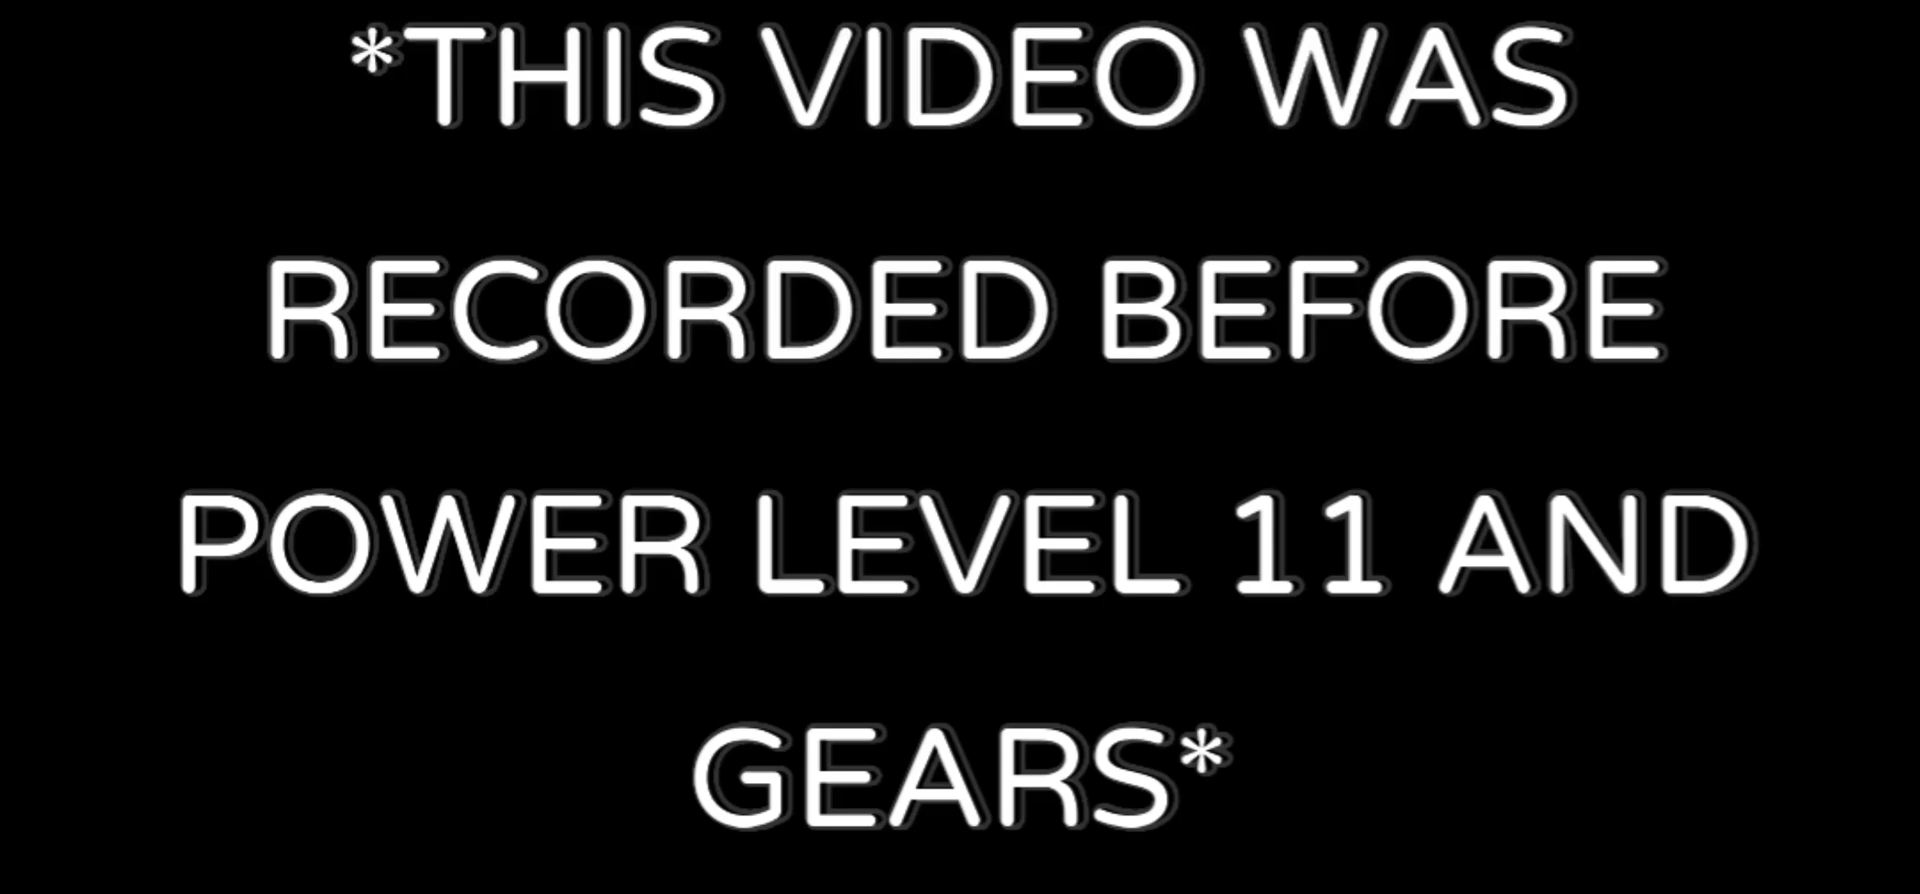 *THIS VIDEO WAS
RECORDED BEFORE
POWER LEVEL 11 AND
GEARS*